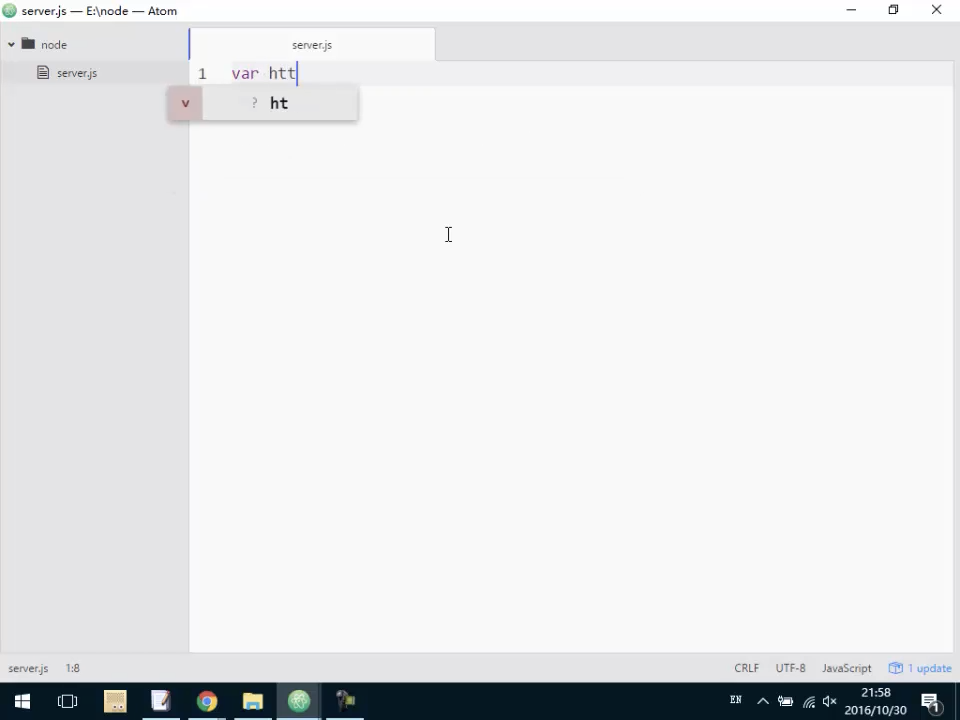 server.js — E:\node — Atom
node
server.js
server.js
1 var htt
v ? ht
server.js 1:8 CRLF UTF-8 JavaScript 1 update
EN 21:58
2016/10/30
1